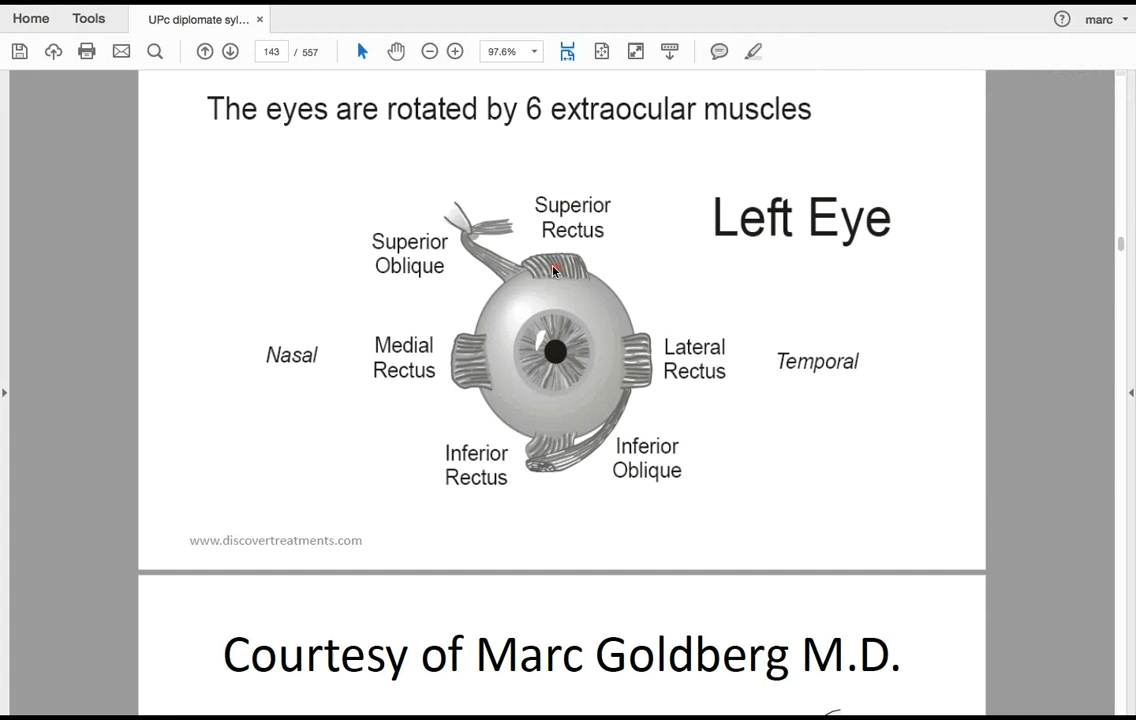 Home Tools UPc diplomate syl... × ? marc
143 / 557 97.6%
The eyes are rotated by 6 extraocular muscles
Left Eye
Superior
Rectus
Superior
Oblique
Nasal
Medial
Rectus
Lateral
Rectus
Temporal
Inferior
Rectus
Inferior
Oblique
www.discovertreatments.com
Courtesy of Marc Goldberg M.D.